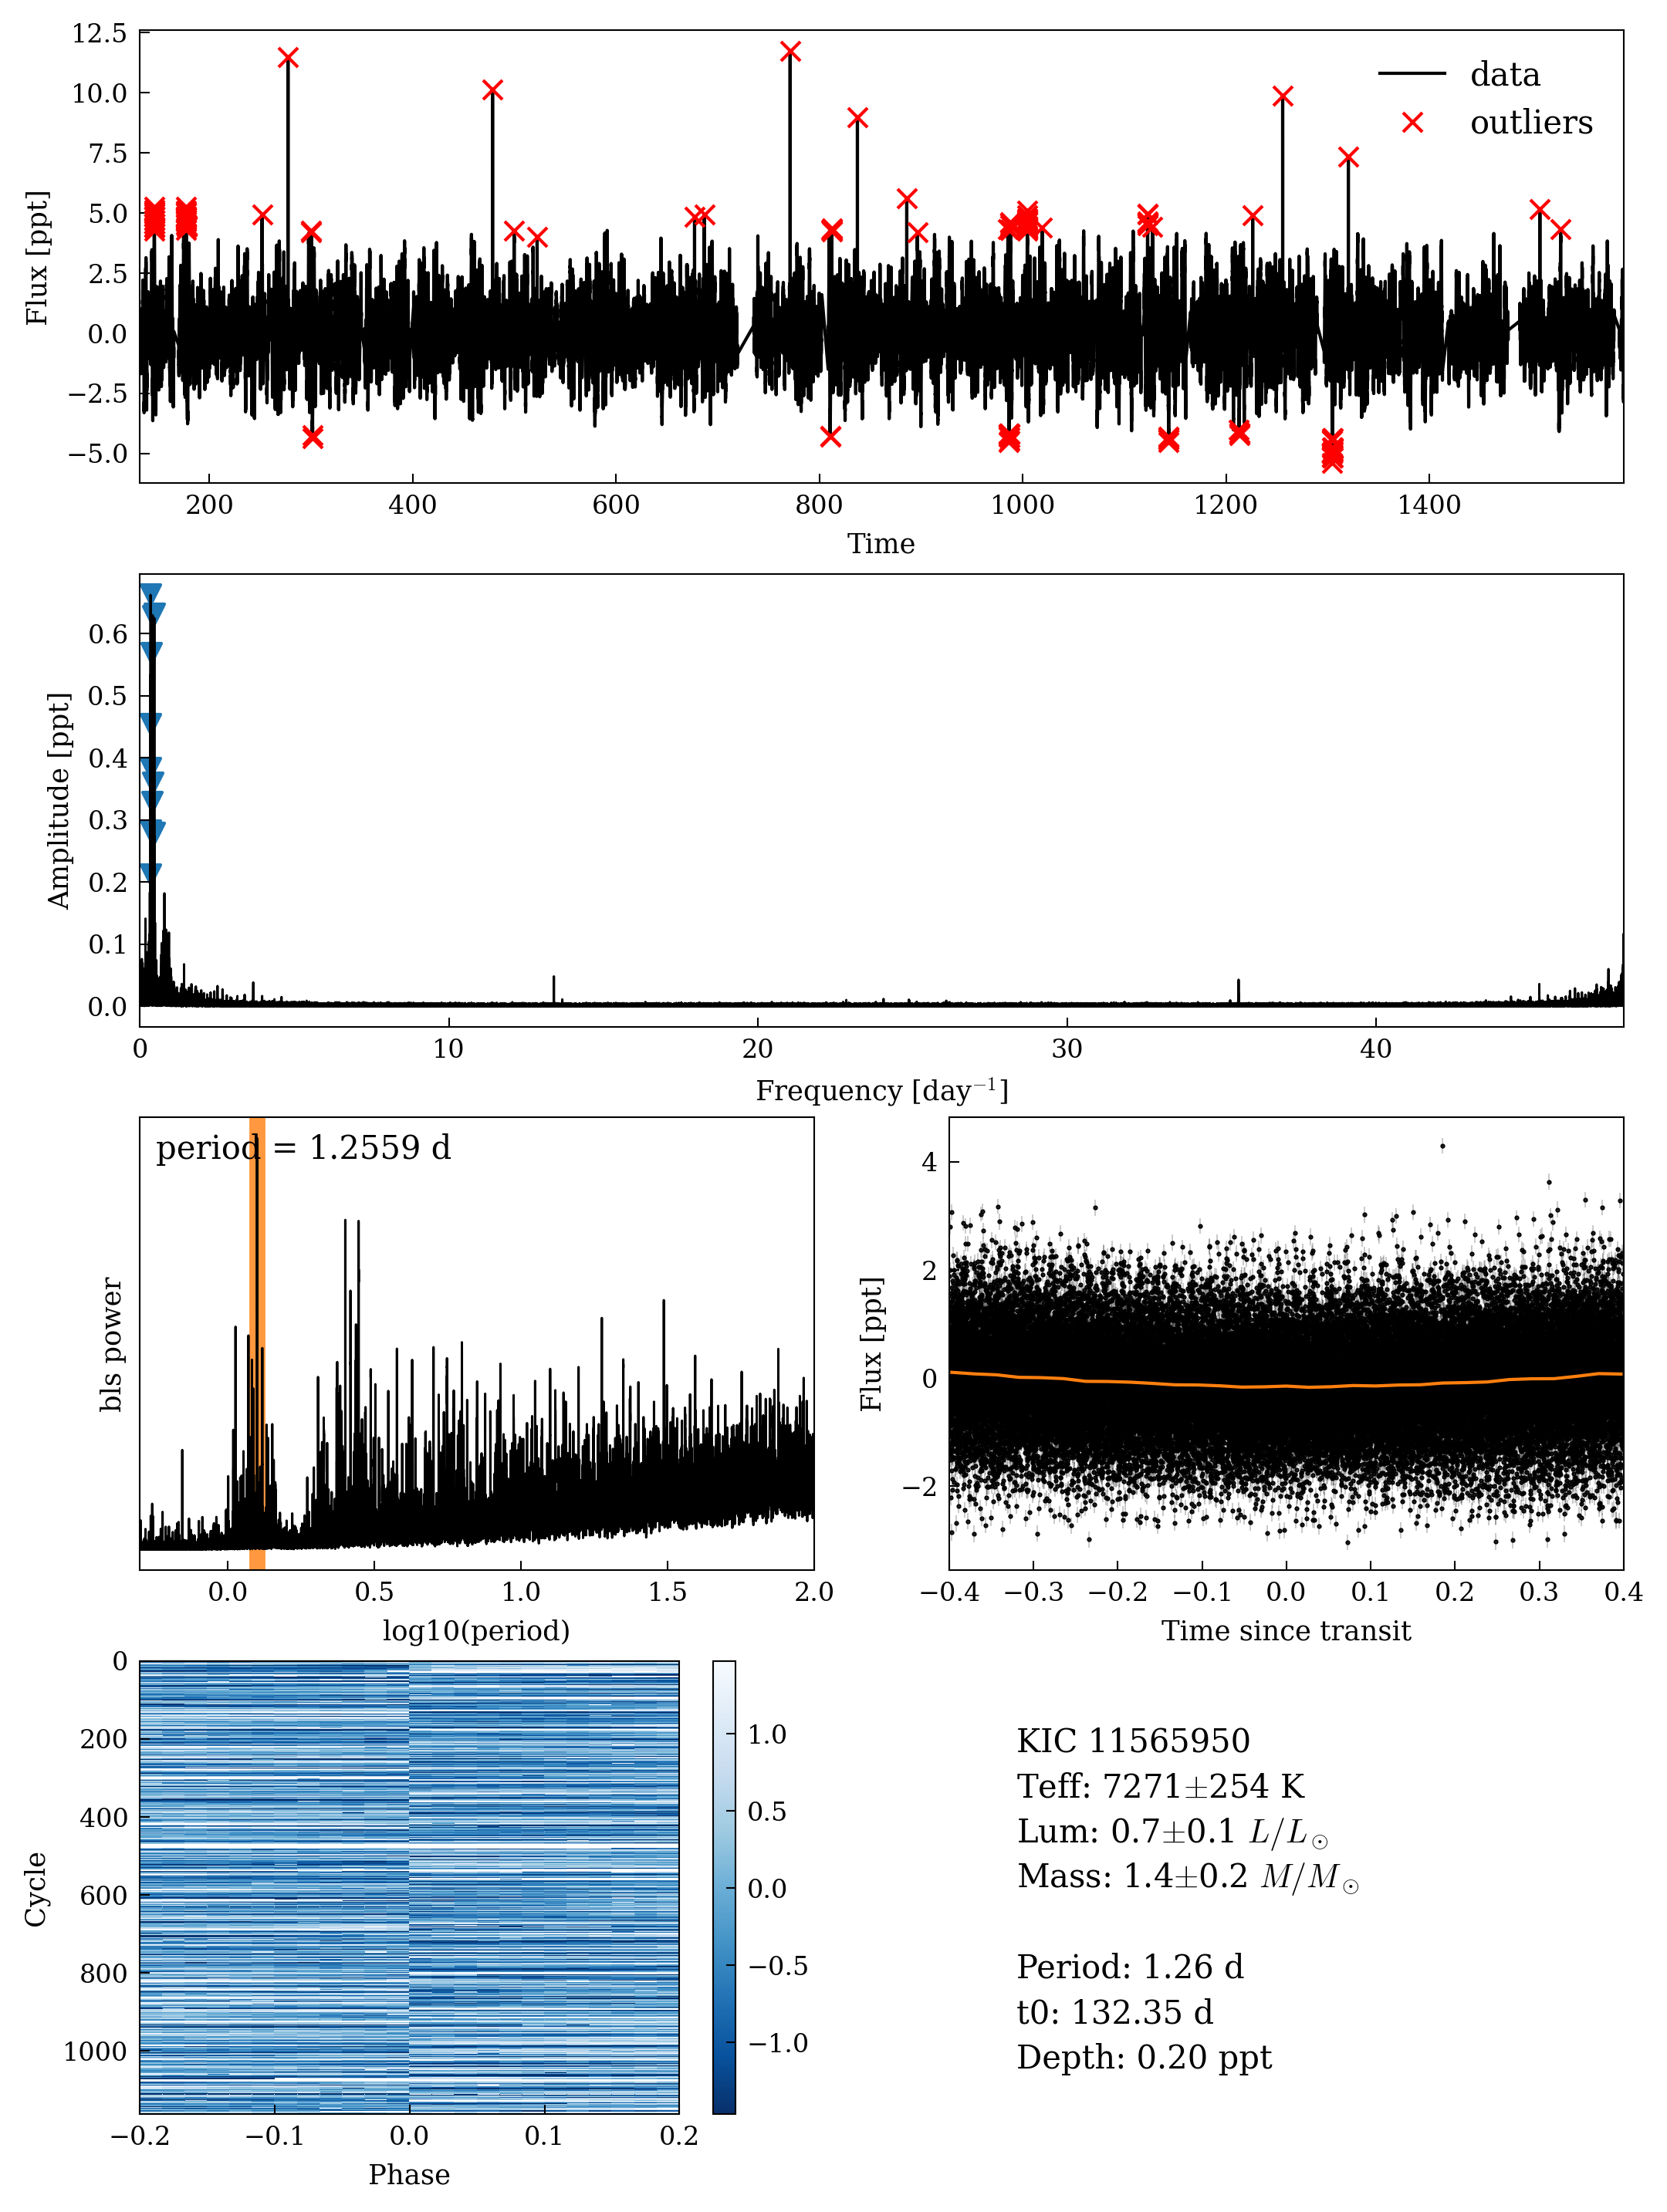 12.5
10.0
7.5
5.0
2.5
0.0
−2.5
−5.0
Flux [ppt]
data
outliers
200 400 600 800 1000 1200 1400
Time
0.6
0.5
0.4
0.3
0.2
0.1
0.0
Amplitude [ppt]
0 10 20 30 40
Frequency [day⁻¹]
period = 1.2559 d
bls power
0.0 0.5 1.0 1.5 2.0
log10(period)
4
2
0
−2
Flux [ppt]
−0.4 −0.3 −0.2 −0.1 0.0 0.1 0.2 0.3 0.4
Time since transit
0
200
400
600
800
1000
Cycle
−0.2 −0.1 0.0 0.1 0.2
Phase
1.0
0.5
0.0
−0.5
−1.0
KIC 11565950
Teff: 7271±254 K
Lum: 0.7±0.1 L/L⊙
Mass: 1.4±0.2 M/M⊙
Period: 1.26 d
t0: 132.35 d
Depth: 0.20 ppt